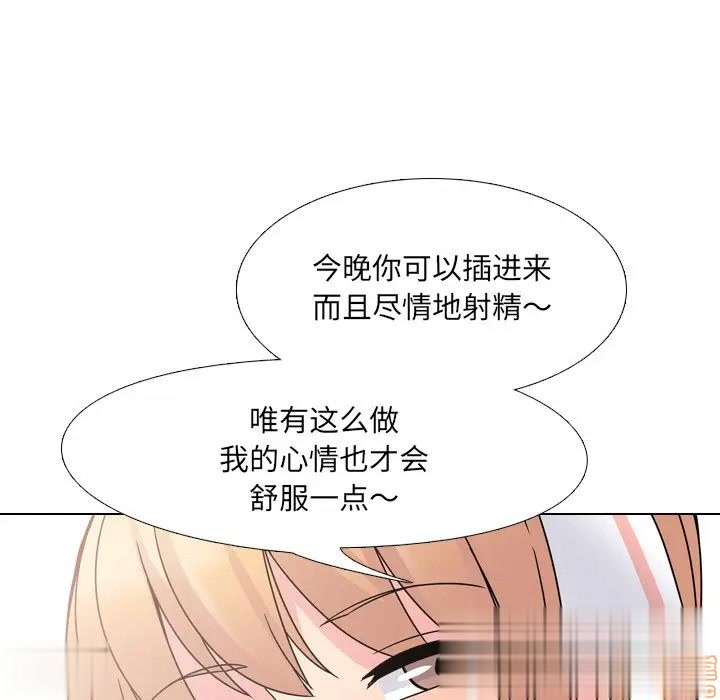 今晚你可以插进来
而且尽情地射精～
唯有这么做
我的心情也才会
舒服一点～